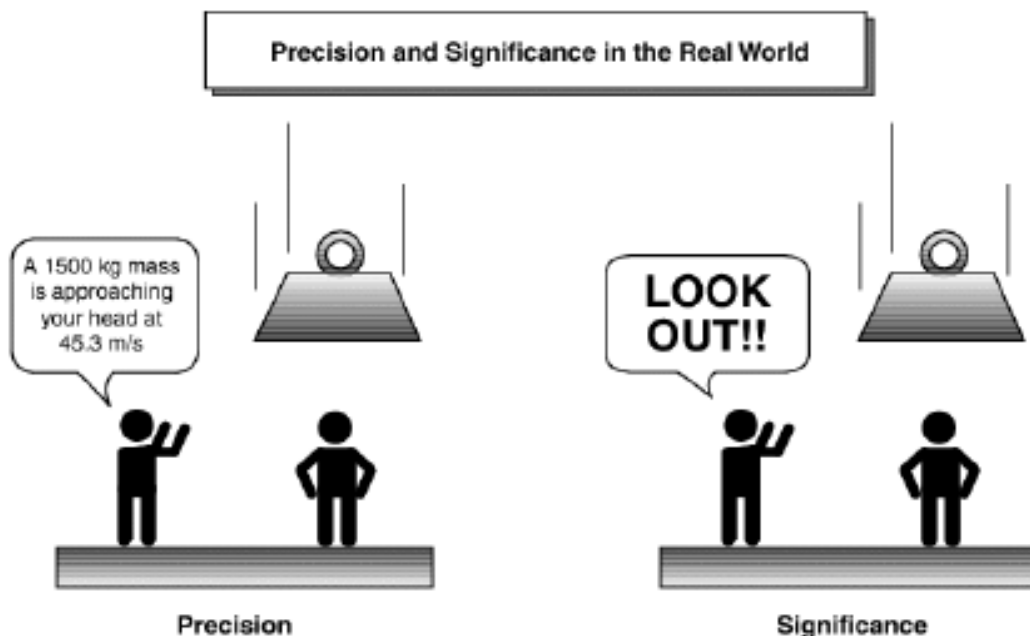 Precision and Significance in the Real World
A 1500 kg mass
is approaching
your head at
45.3 m/s
LOOK
OUT!!
Precision
Significance